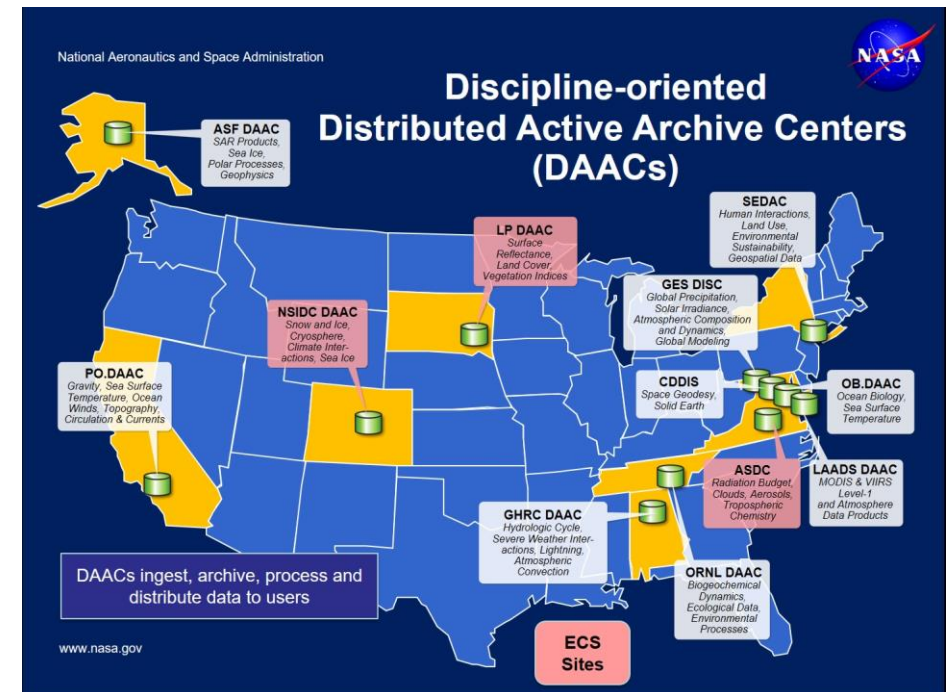 National Aeronautics and Space Administration
NASA
Discipline-oriented
Distributed Active Archive Centers
(DAACs)
ASF DAAC
SAR Products,
Sea Ice,
Polar Processes,
Geophysics
SEDAC
Human Interactions,
Land Use,
Environmental
Sustainability,
Geospatial Data
LP DAAC
Surface
Reflectance,
Land Cover,
Vegetation Indices
GES DISC
Global Precipitation,
Solar Irradiance,
Atmospheric Composition
and Dynamics,
Global Modeling
NSIDC DAAC
Snow and Ice,
Cryosphere,
Climate Inter-
actions, Sea Ice
PO.DAAC
Gravity, Sea Surface
Temperature, Ocean
Winds, Topography,
Circulation & Currents
CDDIS
Space Geodesy,
Solid Earth
OB.DAAC
Ocean Biology,
Sea Surface
Temperature
ASDC
Radiation Budget,
Clouds, Aerosols,
Tropospheric
Chemistry
LAADS DAAC
MODIS & VIIRS
Level-1
and Atmosphere
Data Products
GHRC DAAC
Hydrologic Cycle,
Severe Weather Inter-
actions, Lightning,
Atmospheric
Convection
ORNL DAAC
Biogeochemical
Dynamics,
Ecological Data,
Environmental
Processes
DAACs ingest, archive, process and
distribute data to users
ECS
Sites
www.nasa.gov